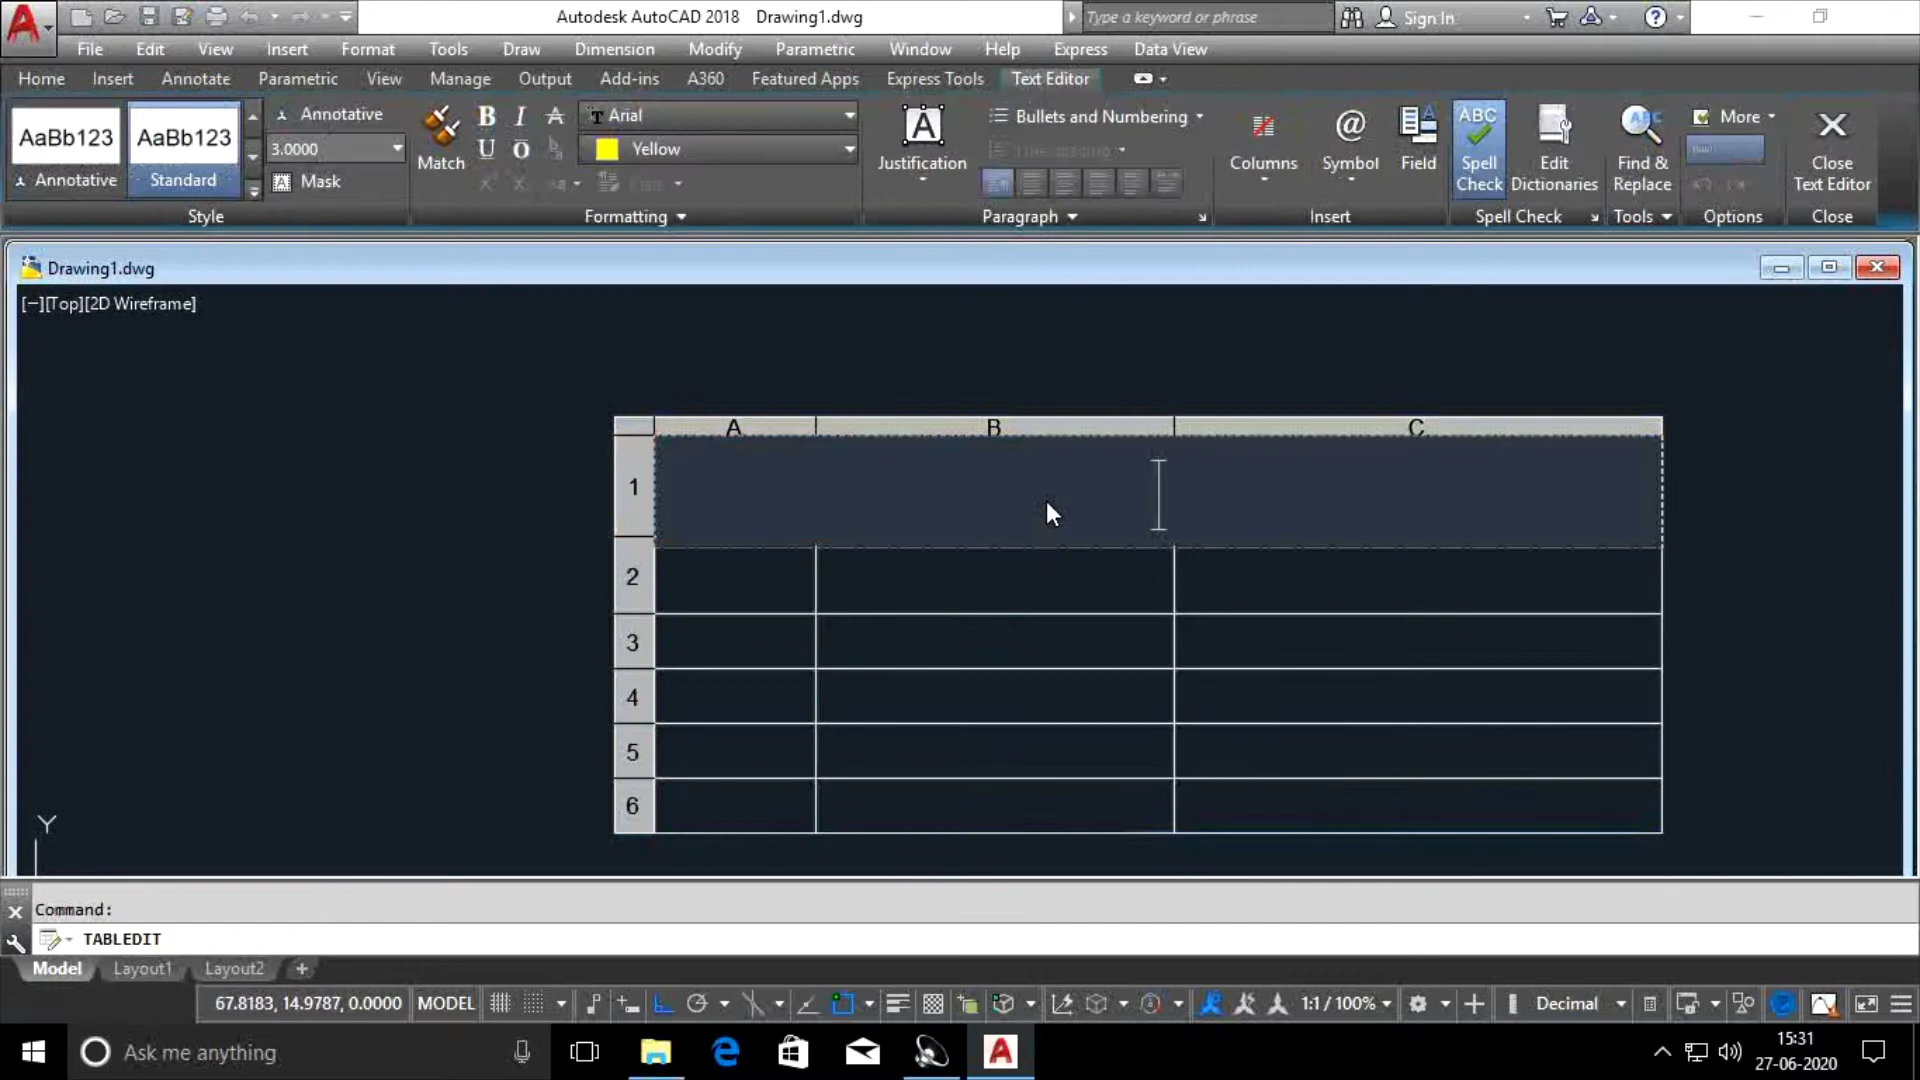 Autodesk AutoCAD 2018 Drawing1.dwg
Type a keyword or phrase
Sign In
File Edit View Insert Format Tools Draw Dimension Modify Parametric Window Help Express Data View
Home Insert Annotate Parametric View Manage Output Add-ins A360 Featured Apps Express Tools Text Editor
AaBb123 AaBb123 Annotative
Annotative Standard 3.0000 Mask
Match
B I A
U O
Arial
Yellow
Justification
Bullets and Numbering
Columns Symbol Field
ABC
Spell Check
Edit Dictionaries
Find & Replace
More
Close Text Editor
Style Formatting Paragraph Insert Spell Check Tools Options Close
Drawing1.dwg
[−][Top][2D Wireframe]
A B C
1
2
3
4
5
6
Y
Command:
TABLEDIT
Model Layout1 Layout2 +
67.8183, 14.9787, 0.0000 MODEL 1:1 / 100% Decimal
Ask me anything
15:31
27-06-2020